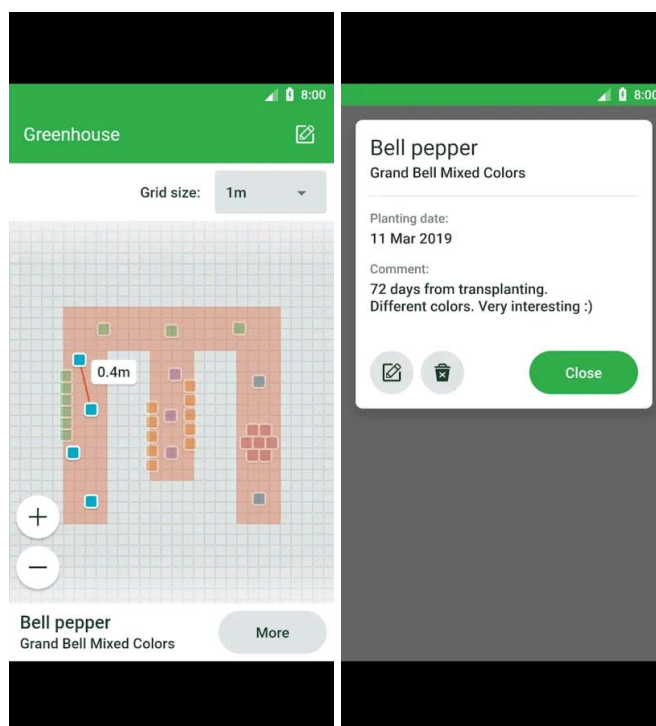 8:00
Greenhouse
Grid size: 1m
0.4m
+
−
Bell pepper
Grand Bell Mixed Colors
More
8:00
Bell pepper
Grand Bell Mixed Colors
Planting date:
11 Mar 2019
Comment:
72 days from transplanting.
Different colors. Very interesting :)
Close